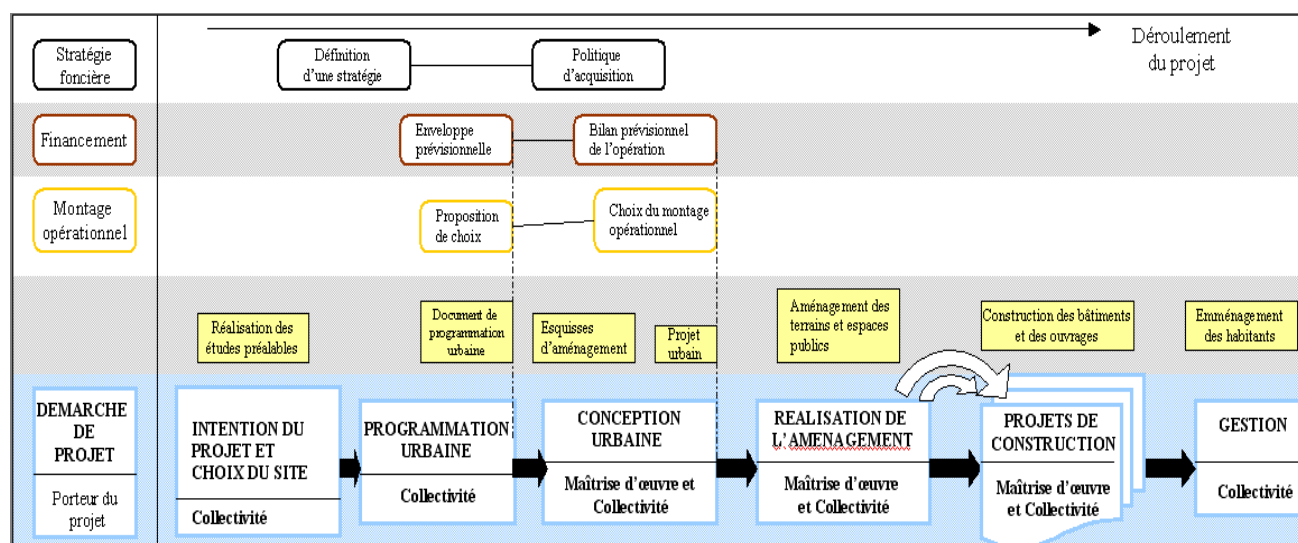 Déroulement
du projet
Stratégie
foncière
Définition
d'une stratégie
Politique
d'acquisition
Financement
Enveloppe
prévisionnelle
Bilan prévisionnel
de l'opération
Montage
opérationnel
Proposition
de choix
Choix du montage
opérationnel
Réalisation des
études préalables
Document de
programmation
urbaine
Esquisses
d'aménagement
Projet
urbain
Aménagement des
terrains et espaces
publics
Construction des bâtiments
et des ouvrages
Emménagement
des habitants
DEMARCHE
DE
PROJET
Porteur du
projet
INTENTION DU
PROJET ET
CHOIX DU SITE
Collectivité
PROGRAMMATION
URBAINE
Collectivité
CONCEPTION
URBAINE
Maîtrise d'œuvre et
Collectivité
REALISATION DE
L'AMENAGEMENT
Maîtrise d'œuvre
et Collectivité
PROJETS DE
CONSTRUCTION
Maîtrise d'œuvre
et Collectivité
GESTION
Collectivité